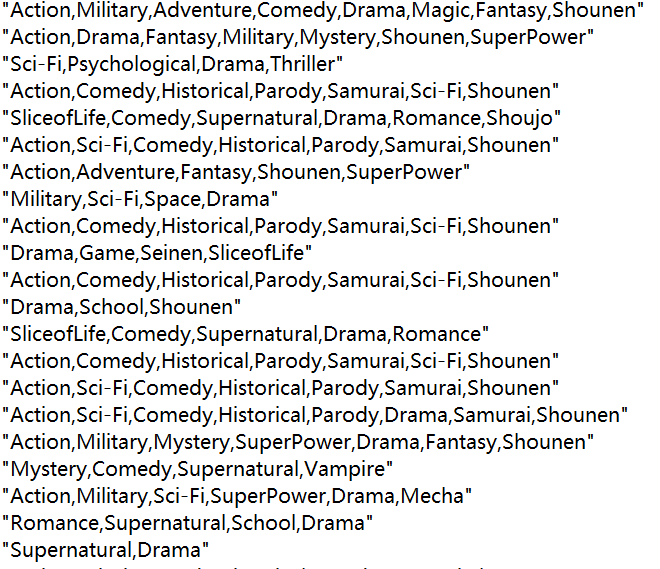 "Action,Military,Adventure,Comedy,Drama,Magic,Fantasy,Shounen"
"Action,Drama,Fantasy,Military,Mystery,Shounen,SuperPower"
"Sci-Fi,Psychological,Drama,Thriller"
"Action,Comedy,Historical,Parody,Samurai,Sci-Fi,Shounen"
"SliceofLife,Comedy,Supernatural,Drama,Romance,Shoujo"
"Action,Sci-Fi,Comedy,Historical,Parody,Samurai,Shounen"
"Action,Adventure,Fantasy,Shounen,SuperPower"
"Military,Sci-Fi,Space,Drama"
"Action,Comedy,Historical,Parody,Samurai,Sci-Fi,Shounen"
"Drama,Game,Seinen,SliceofLife"
"Action,Comedy,Historical,Parody,Samurai,Sci-Fi,Shounen"
"Drama,School,Shounen"
"SliceofLife,Comedy,Supernatural,Drama,Romance"
"Action,Comedy,Historical,Parody,Samurai,Sci-Fi,Shounen"
"Action,Sci-Fi,Comedy,Historical,Parody,Samurai,Shounen"
"Action,Sci-Fi,Comedy,Historical,Parody,Drama,Samurai,Shounen"
"Action,Military,Mystery,SuperPower,Drama,Fantasy,Shounen"
"Mystery,Comedy,Supernatural,Vampire"
"Action,Military,Sci-Fi,SuperPower,Drama,Mecha"
"Romance,Supernatural,School,Drama"
"Supernatural,Drama"